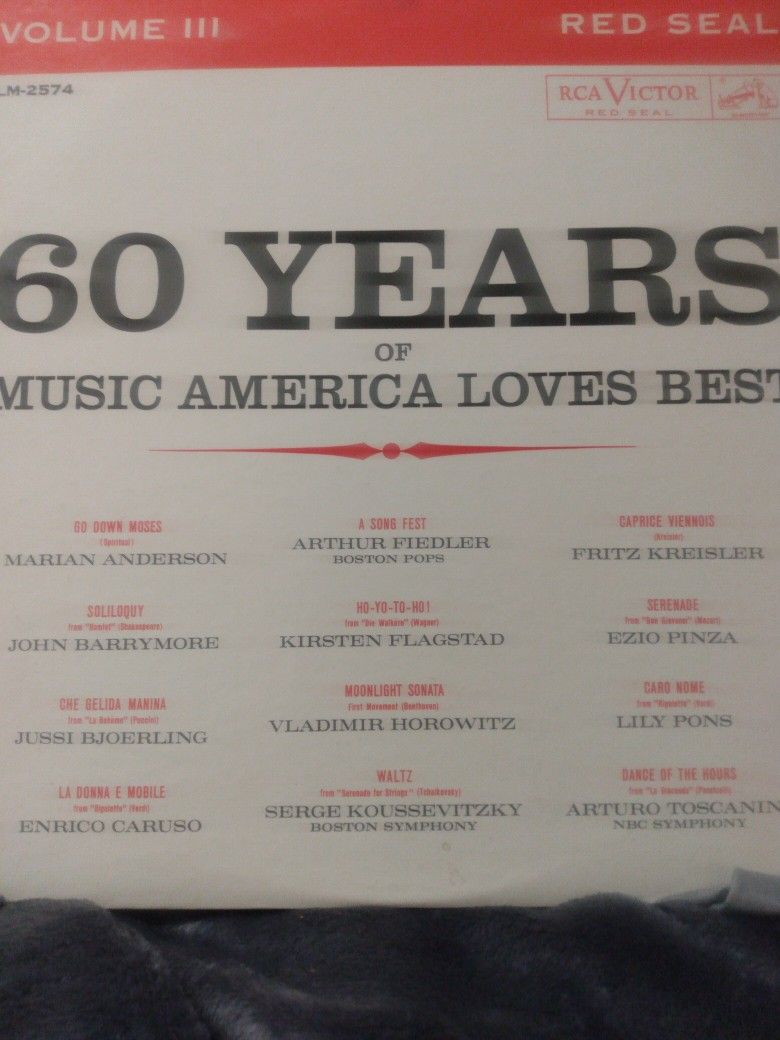 VOLUME III
RED SEAL
LM-2574
RCA VICTOR
RED SEAL
60 YEARS
OF
MUSIC AMERICA LOVES BEST
GO DOWN MOSES
(Spiritual)
MARIAN ANDERSON
SOLILOQUY
from "Hamlet" (Shakespeare)
JOHN BARRYMORE
CHE GELIDA MANINA
from "La Bohème" (Puccini)
JUSSI BJOERLING
LA DONNA E MOBILE
from "Rigoletto" (Verdi)
ENRICO CARUSO
A SONG FEST
ARTHUR FIEDLER
BOSTON POPS
HO-YO-TO-HO!
from "Die Walküre" (Wagner)
KIRSTEN FLAGSTAD
MOONLIGHT SONATA
First Movement (Beethoven)
VLADIMIR HOROWITZ
WALTZ
from "Serenade for Strings" (Tchaikovsky)
SERGE KOUSSEVITZKY
BOSTON SYMPHONY
CAPRICE VIENNOIS
(Kreisler)
FRITZ KREISLER
SERENADE
from "Don Giovanni" (Mozart)
EZIO PINZA
CARO NOME
from "Rigoletto" (Verdi)
LILY PONS
DANCE OF THE HOURS
from "La Gioconda" (Ponchielli)
ARTURO TOSCANIN
NBC SYMPHONY